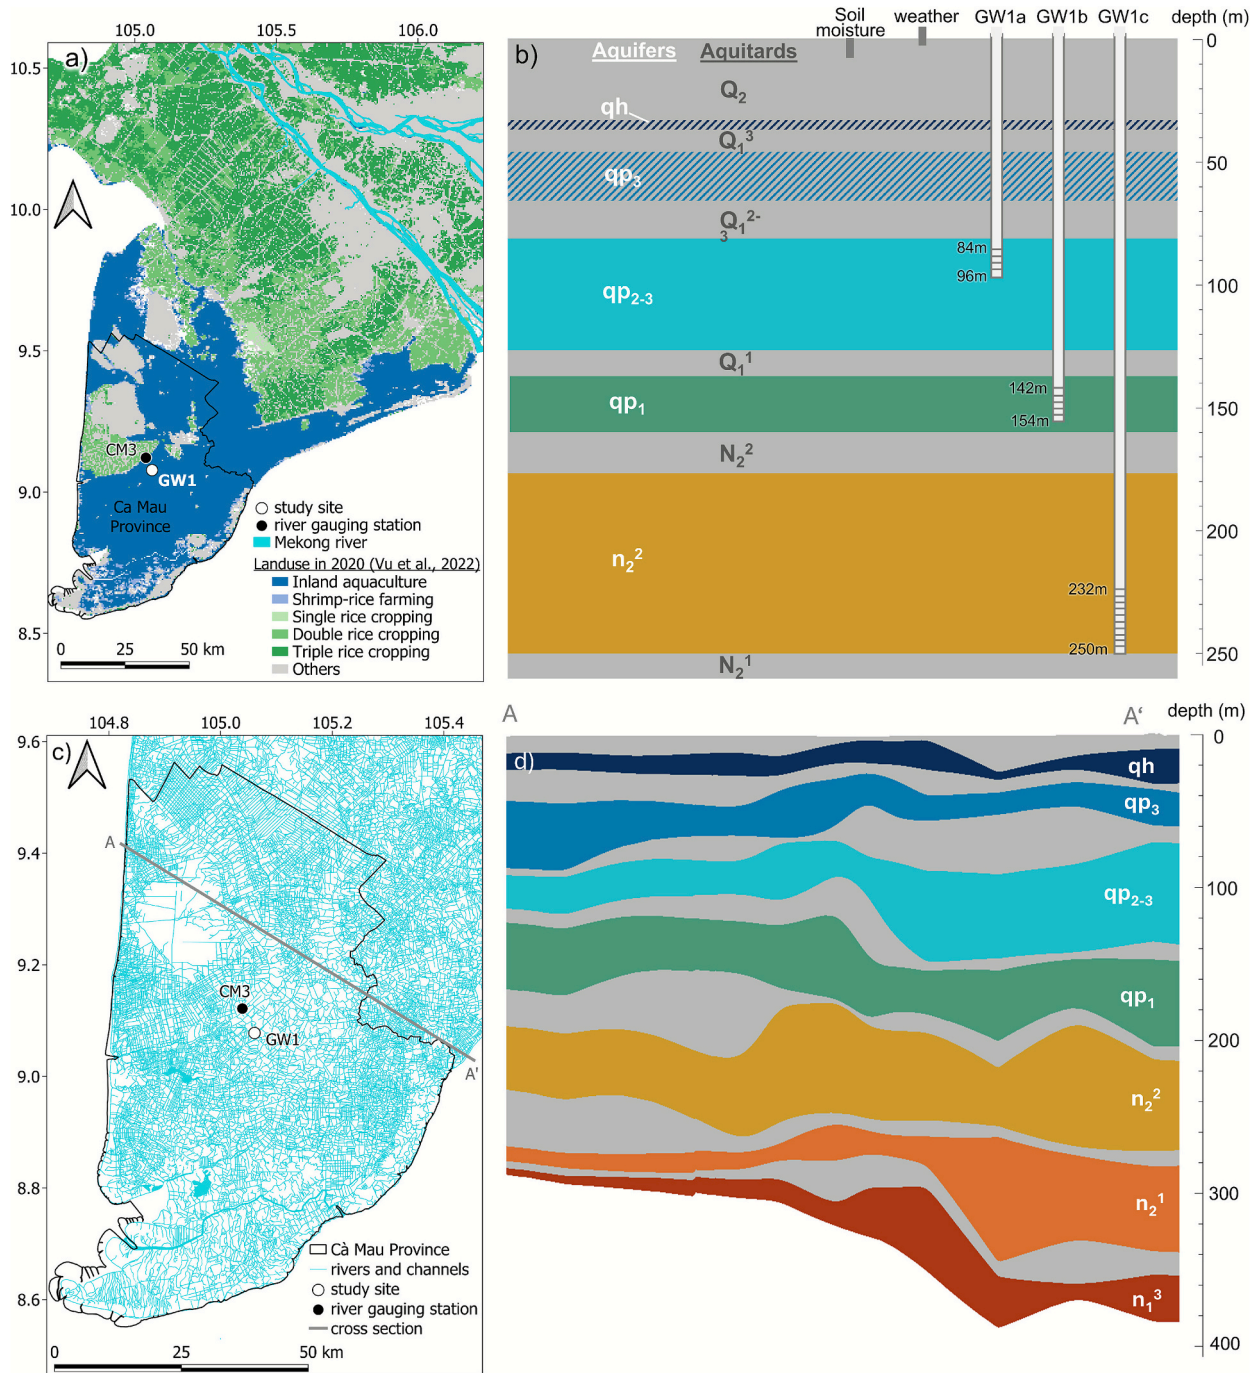 105.0
105.5
106.0
10.5
10.0
9.5
9.0
8.5
a)
CM3
GW1
Ca Mau
Province
study site
river gauging station
Mekong river
Landuse in 2020 (Vu et al., 2022)
Inland aquaculture
Shrimp-rice farming
Single rice cropping
Double rice cropping
Triple rice cropping
Others
0 25 50 km
b)
Soil
moisture
weather
GW1a
GW1b
GW1c
depth (m)
Aquifers
Aquitards
Q₂
qh
Q₁³
qp₃
Q₁²⁻
₃
qp₂₋₃
Q₁¹
qp₁
N₂²
n₂²
N₂¹
84m
96m
142m
154m
232m
250m
0
50
100
150
200
250
104.8
105.0
105.2
105.4
9.6
9.4
9.2
9.0
8.8
8.6
c)
A
CM3
GW1
A'
Cà Mau Province
rivers and channels
study site
river gauging station
cross section
0 25 50 km
A
A‘
depth (m)
d)
qh
qp₃
qp₂₋₃
qp₁
n₂²
n₂¹
n₁³
0
100
200
300
400